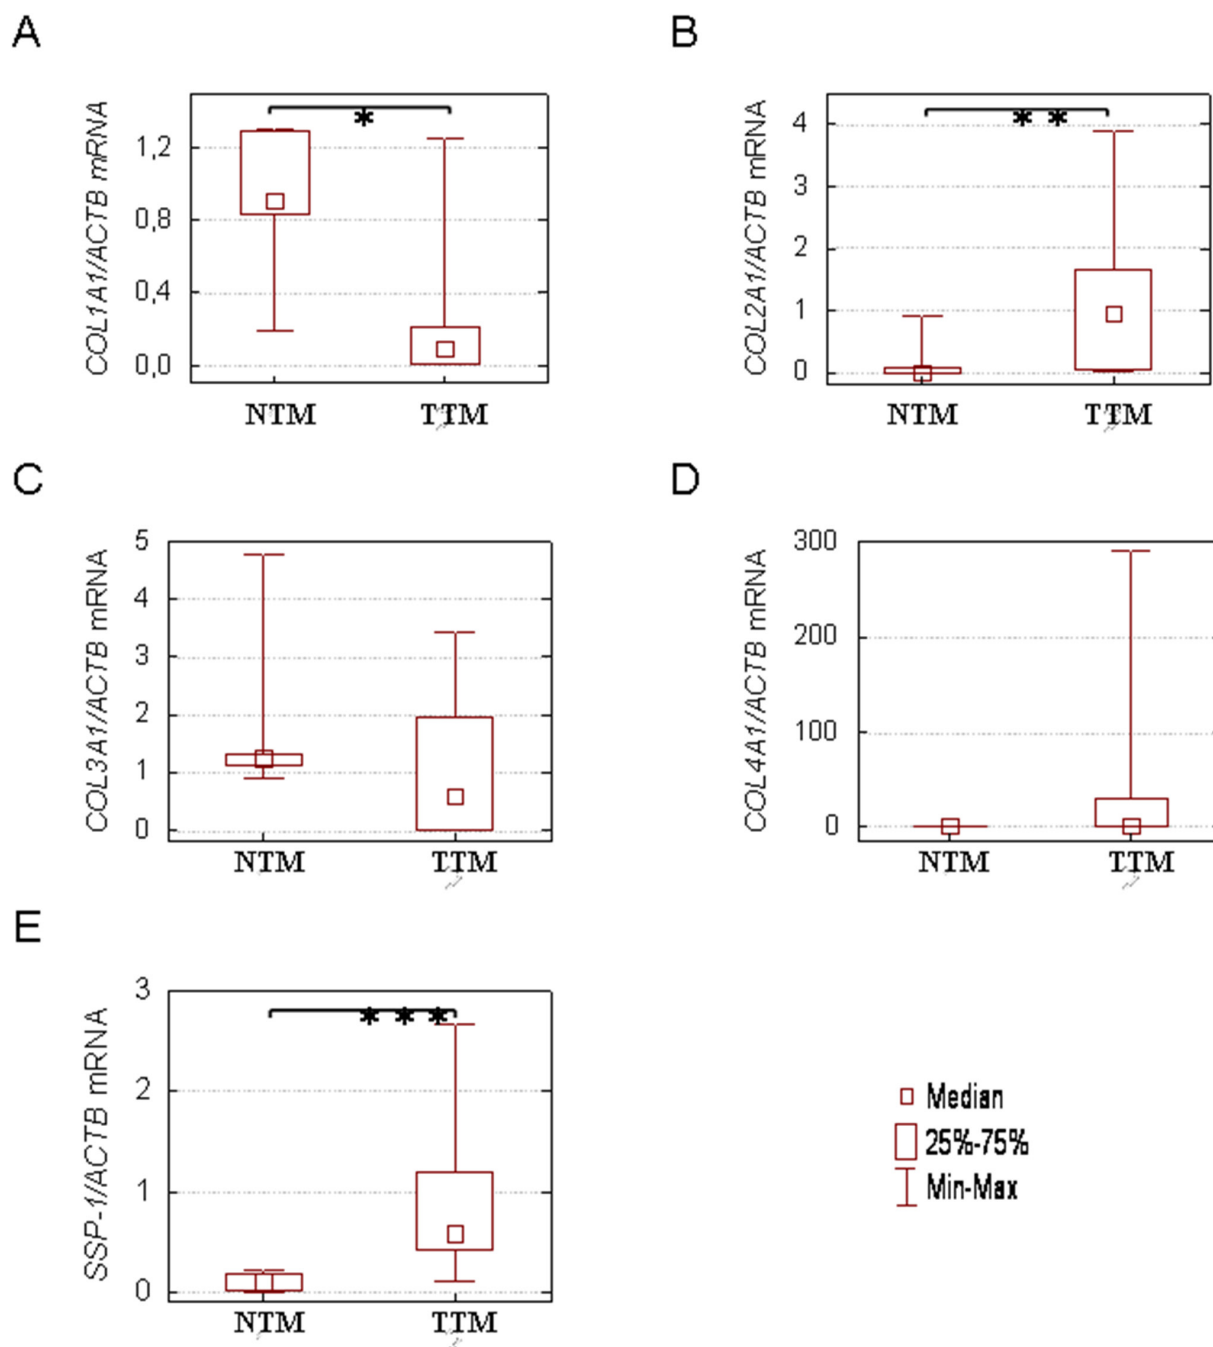 A
COL1A1/ACTB mRNA
1,2
0,8
0,4
0,0
*
NTM
TTM
B
COL2A1/ACTB mRNA
4
3
2
1
0
* *
NTM
TTM
C
COL3A1/ACTB mRNA
5
4
3
2
1
0
NTM
TTM
D
COL4A1/ACTB mRNA
300
200
100
0
NTM
TTM
E
SSP-1/ACTB mRNA
3
2
1
0
* * *
NTM
TTM
Median
25%-75%
Min-Max